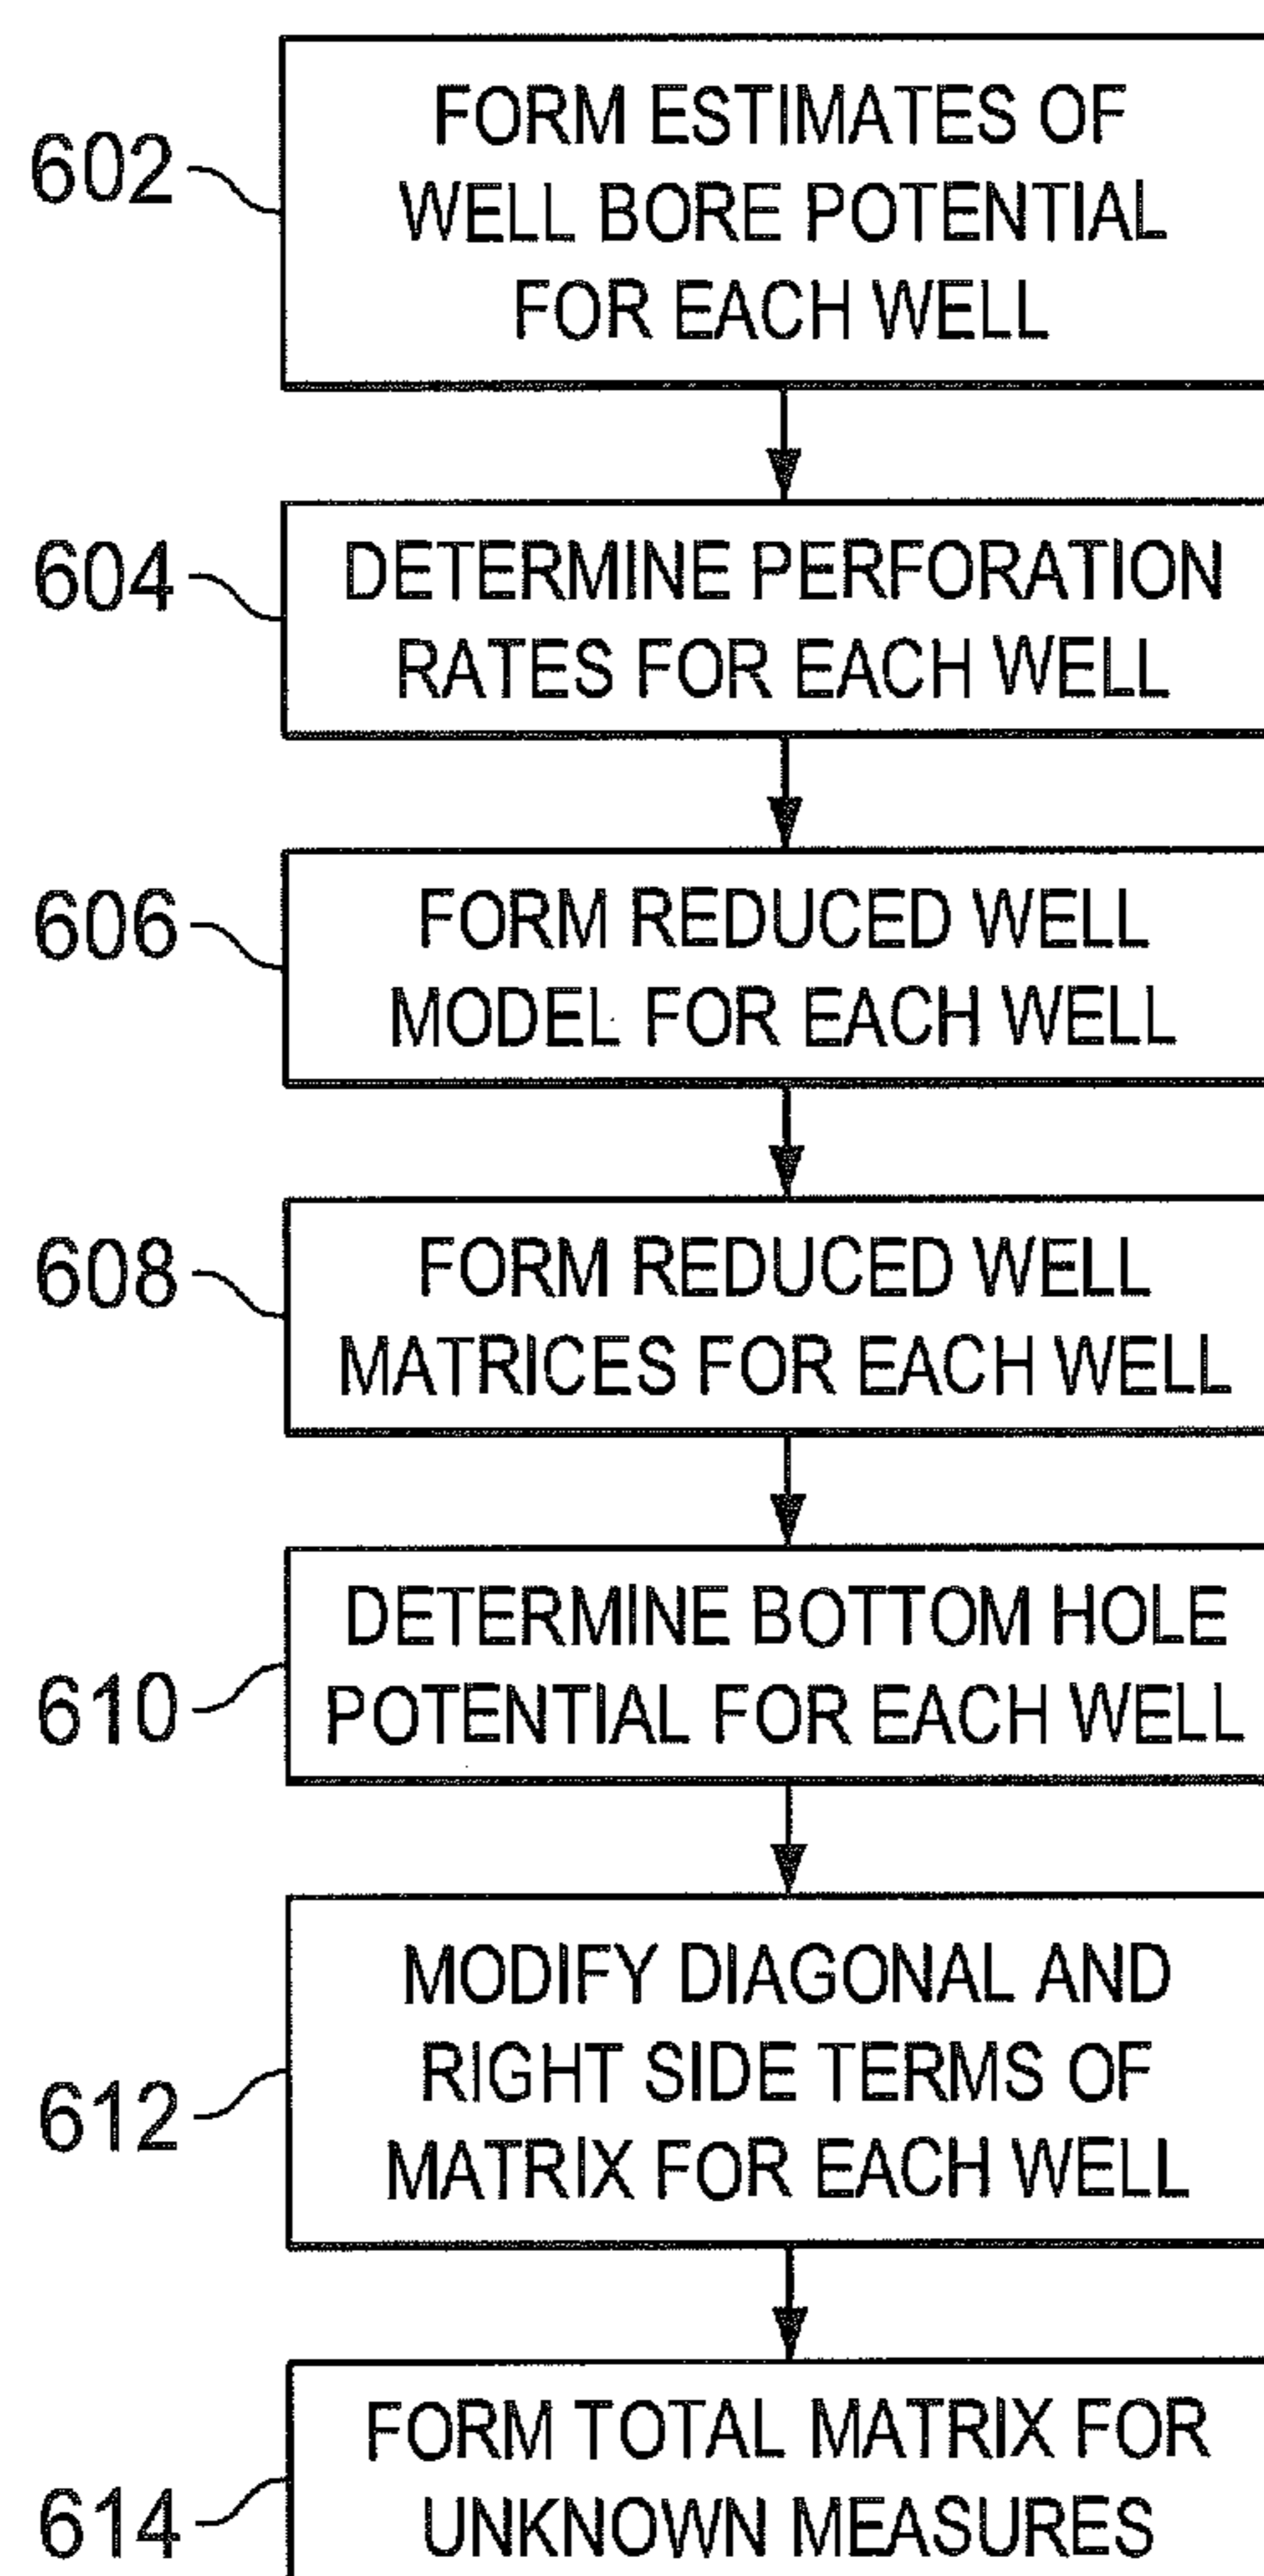 602
FORM ESTIMATES OF
WELL BORE POTENTIAL
FOR EACH WELL
604
DETERMINE PERFORATION
RATES FOR EACH WELL
606
FORM REDUCED WELL
MODEL FOR EACH WELL
608
FORM REDUCED WELL
MATRICES FOR EACH WELL
610
DETERMINE BOTTOM HOLE
POTENTIAL FOR EACH WELL
612
MODIFY DIAGONAL AND
RIGHT SIDE TERMS OF
MATRIX FOR EACH WELL
614
FORM TOTAL MATRIX FOR
UNKNOWN MEASURES